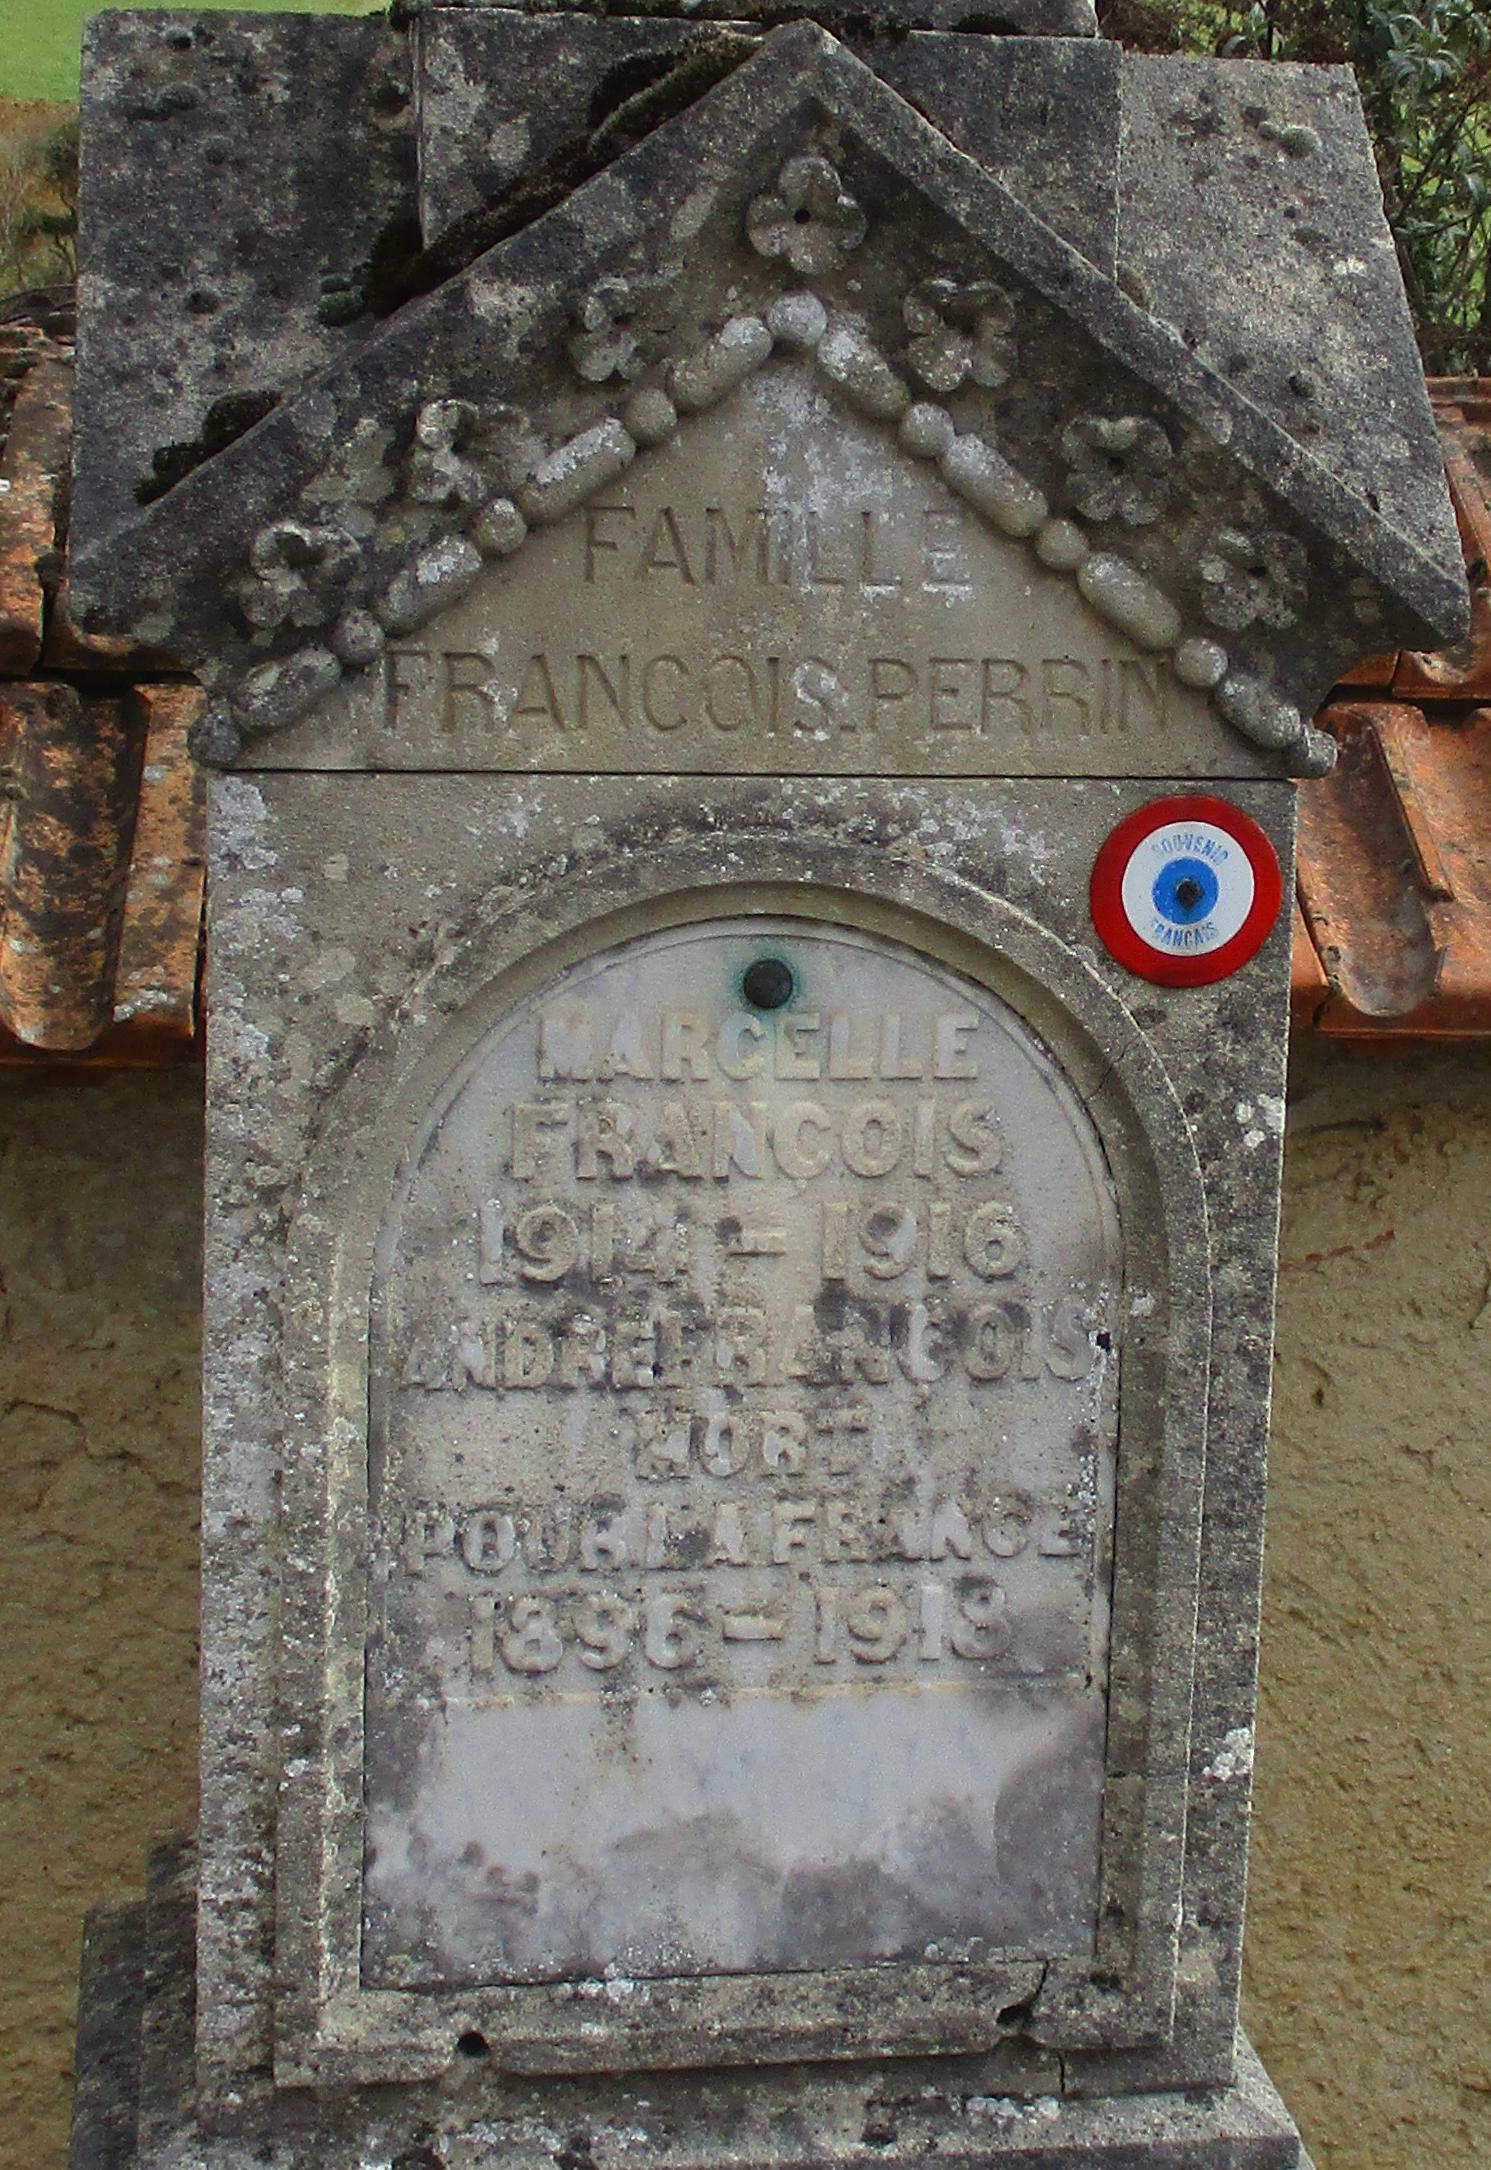 FAMILLE
FRANCOIS.PERRIN
SOUVENIR
FRANCAIS
MARCELLE
FRANÇOIS
1914 - 1916
ANDRE FRANCOIS
MORT
POUR LA FRANCE
1896 - 1918